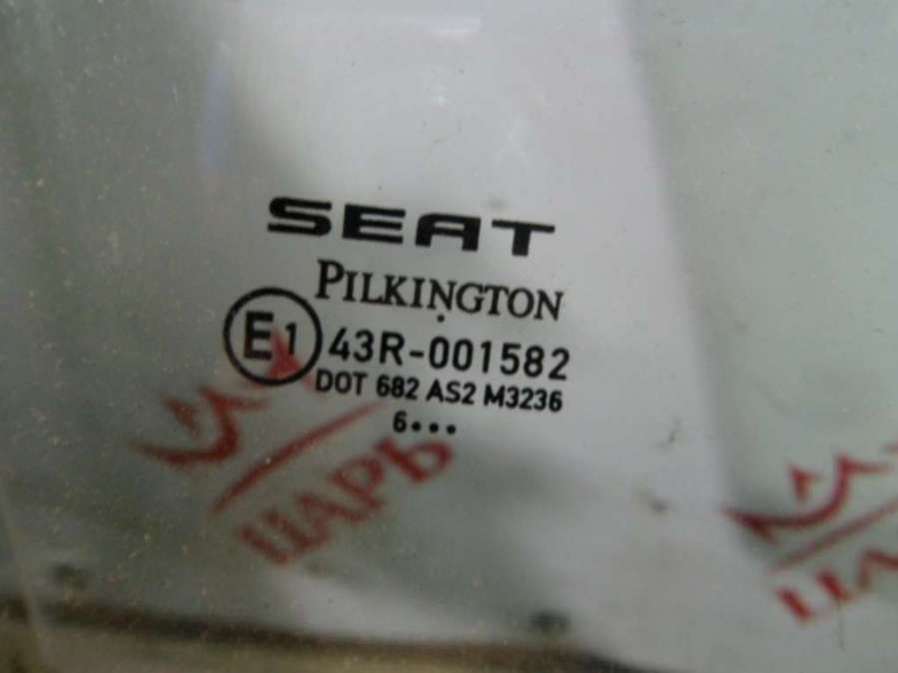 SEAT
PILKINGTON
E1 43R-001582
DOT 682 AS2 M3236
6•••
ЦАРЬ